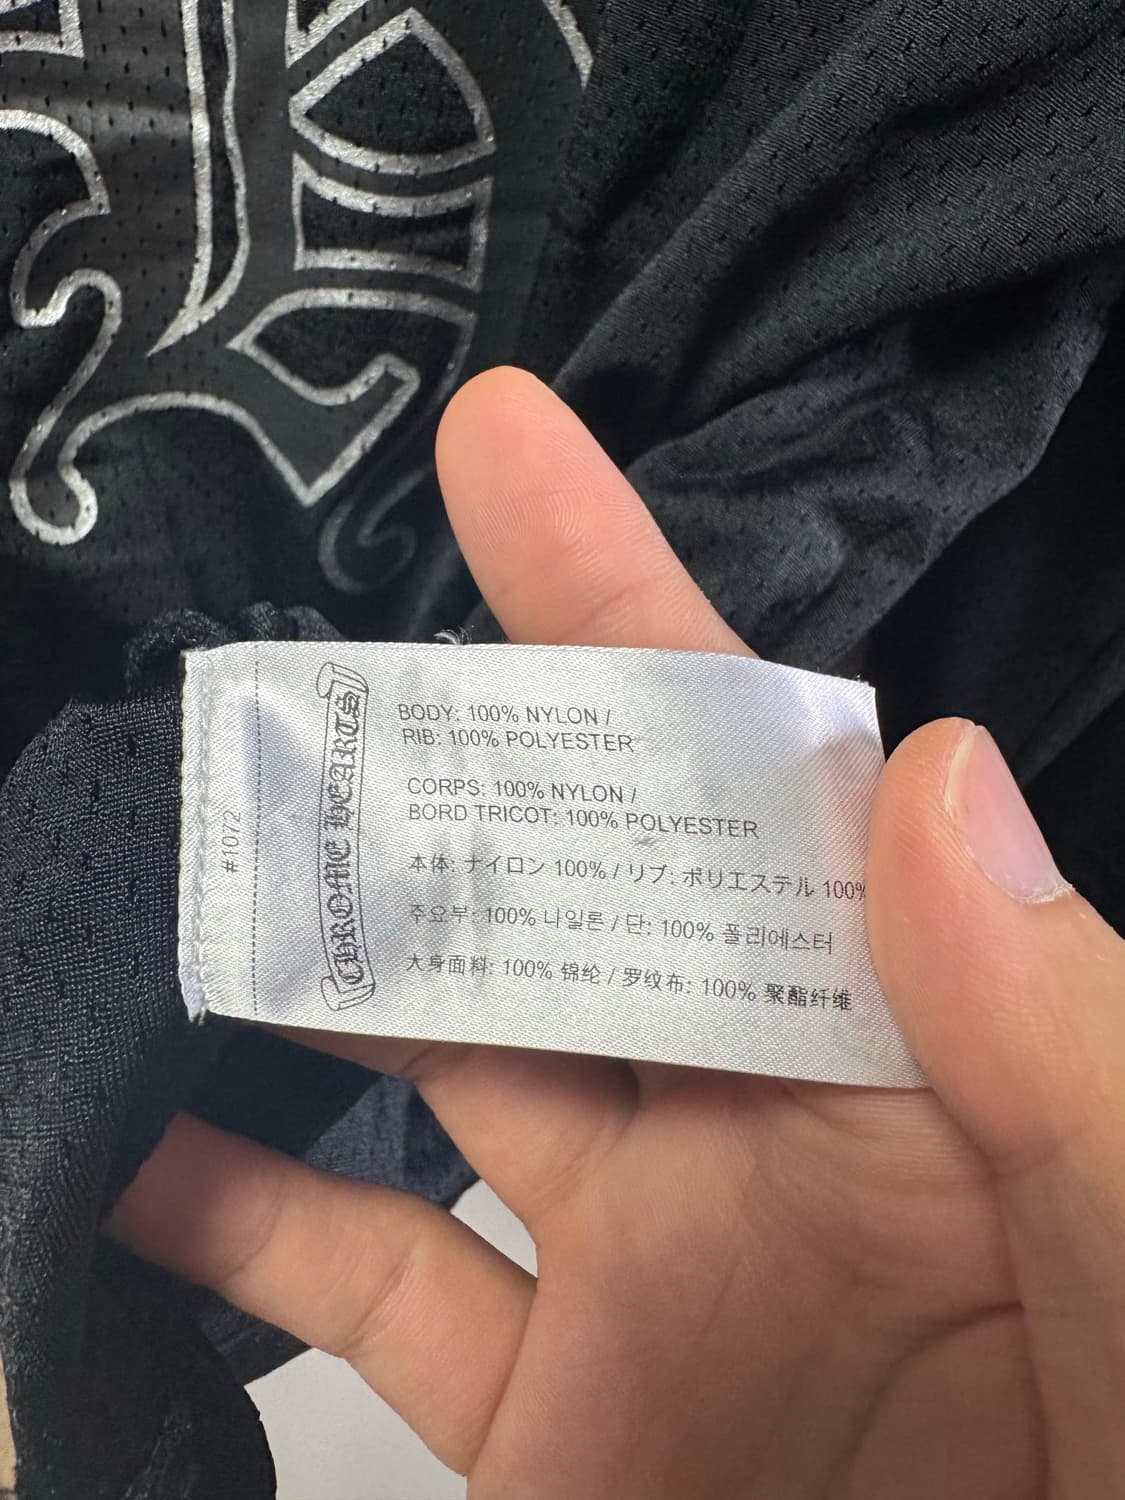 #1072
CHROME HEARTS
BODY: 100% NYLON /
RIB: 100% POLYESTER
CORPS: 100% NYLON /
BORD TRICOT: 100% POLYESTER
本体: ナイロン 100% / リブ: ポリエステル 100%
주요부: 100% 나일론 / 단: 100% 폴리에스터
大身面料: 100% 锦纶 / 罗纹布: 100% 聚酯纤维